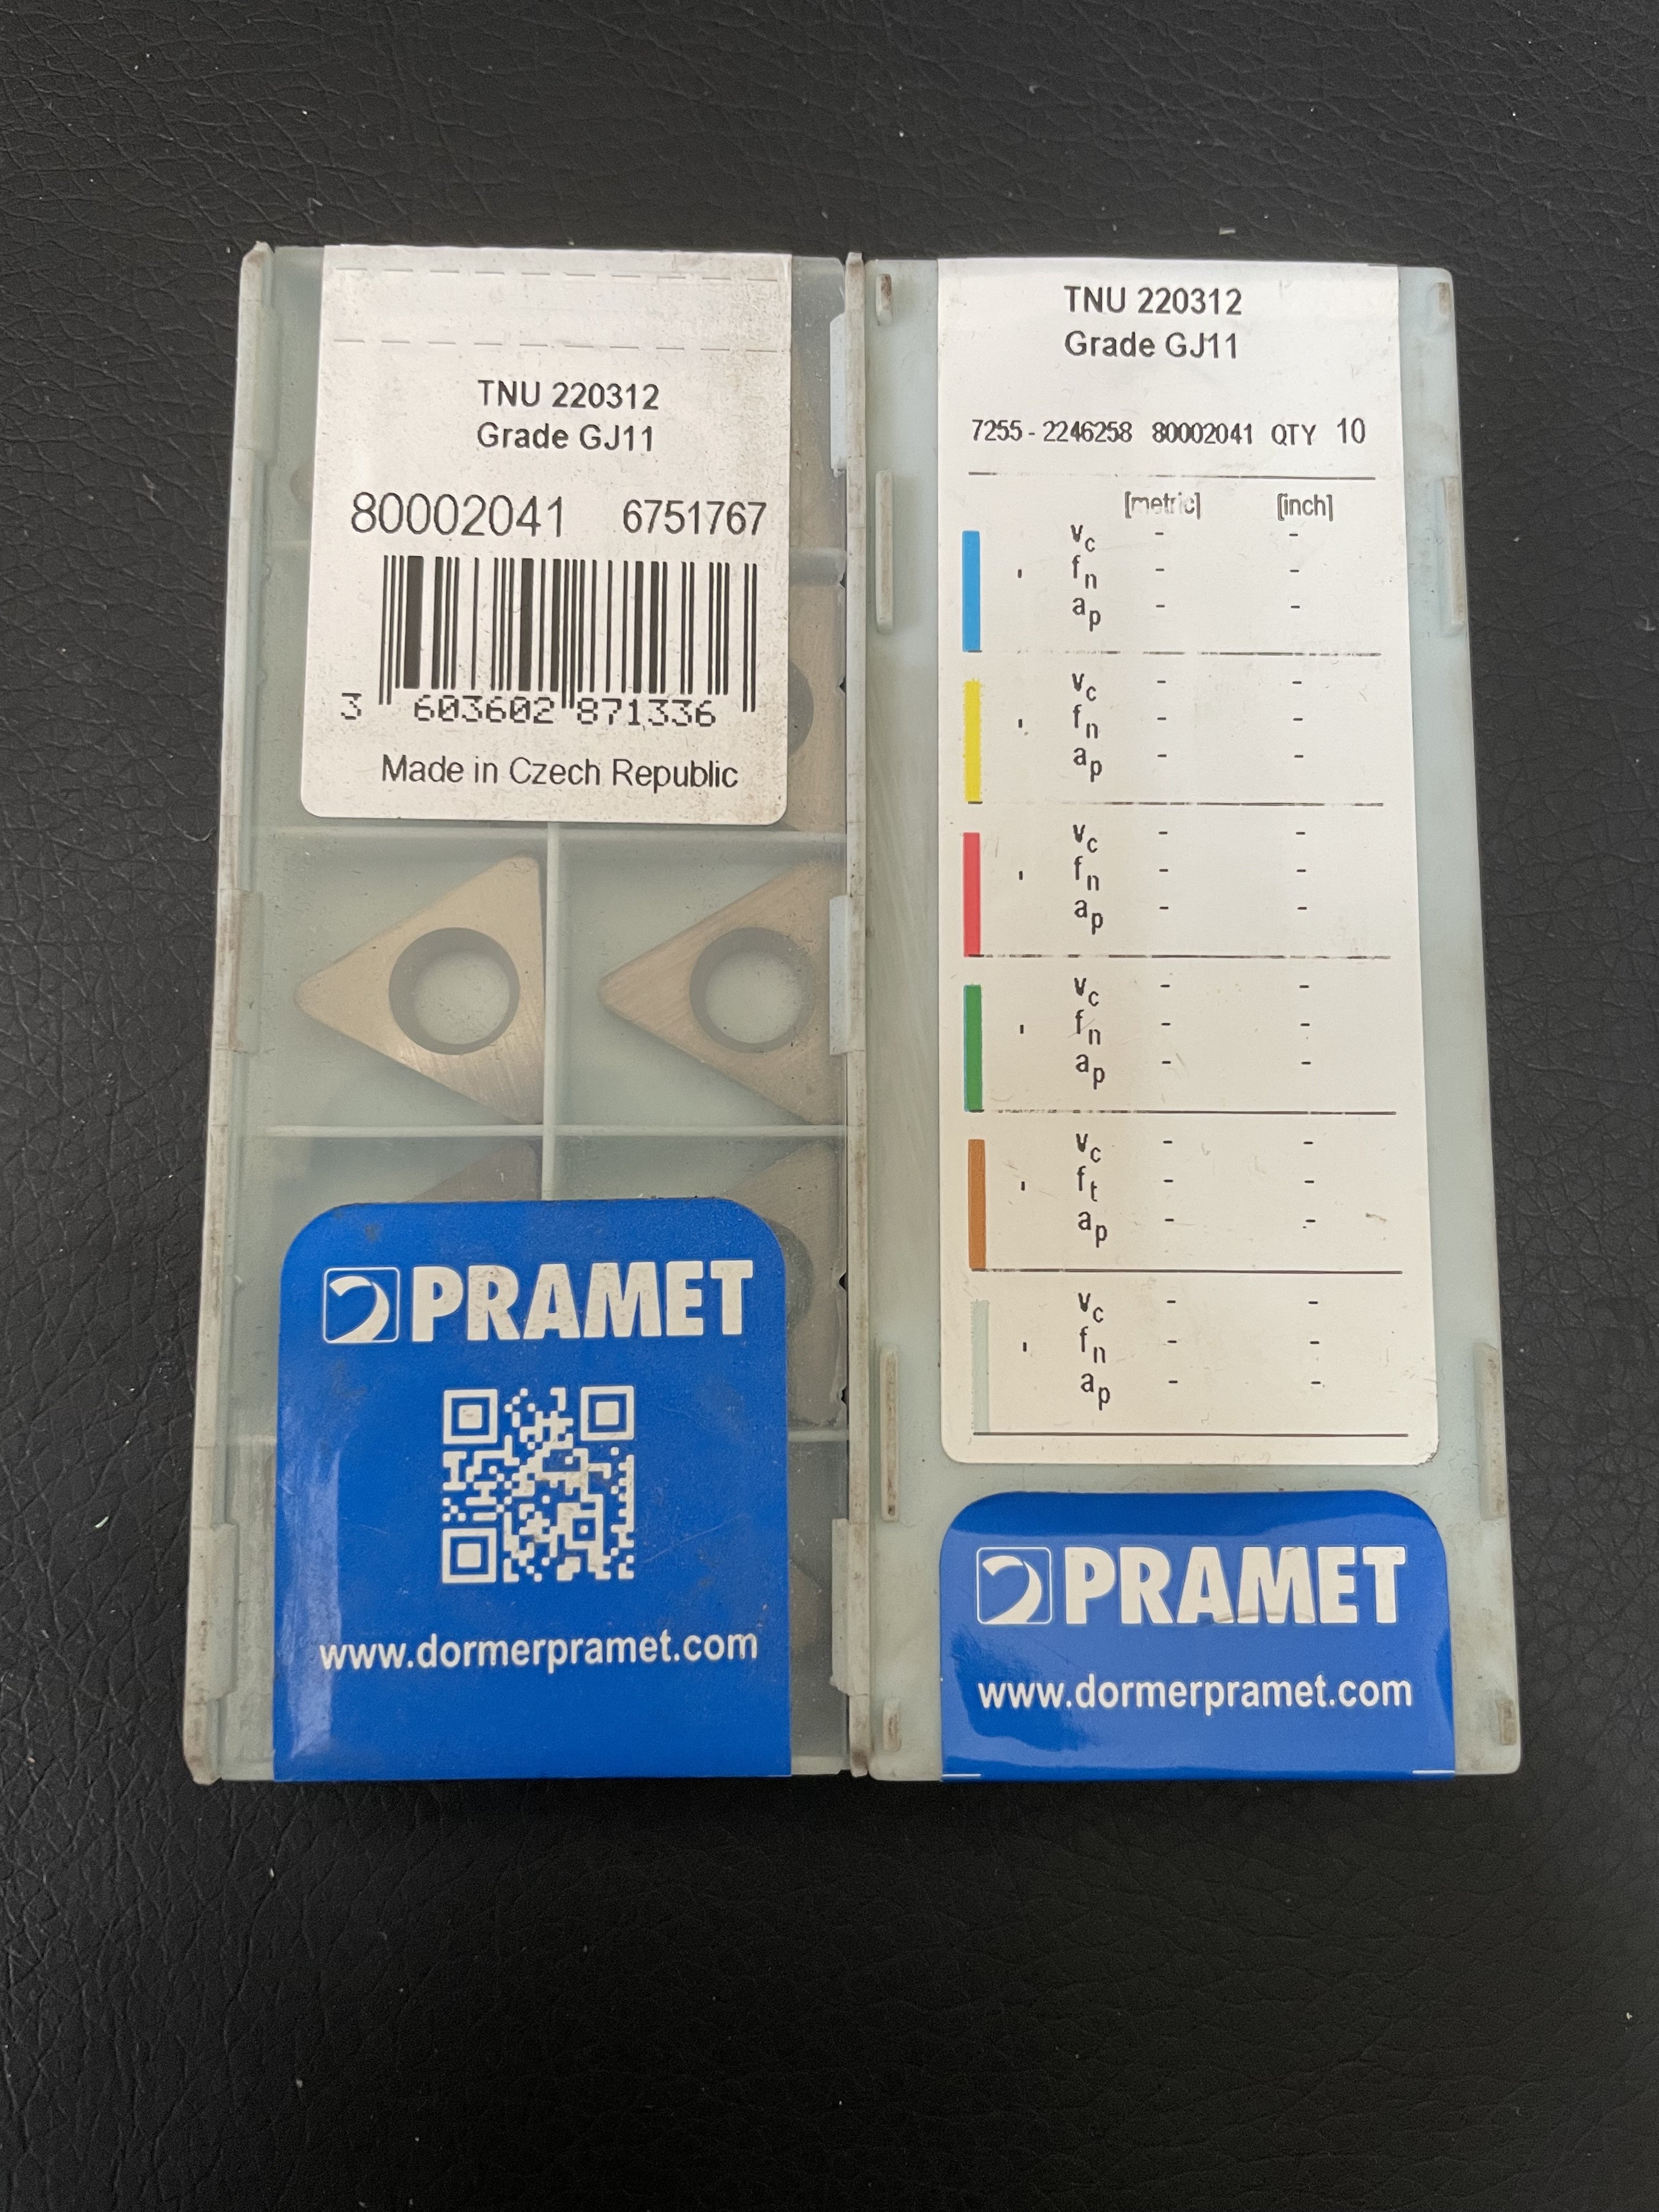 TNU 220312
Grade GJ11
80002041 6751767
3 603602 871336
Made in Czech Republic
PRAMET
www.dormerpramet.com
TNU 220312
Grade GJ11
7255 - 2246258 80002041 QTY 10
[metric] [inch]
vc - -
fn - -
ap - -
vc - -
fn - -
ap - -
vc - -
fn - -
ap - -
vc - -
fn - -
ap - -
vc - -
ft - -
ap - -
vc - -
fn - -
ap - -
PRAMET
www.dormerpramet.com